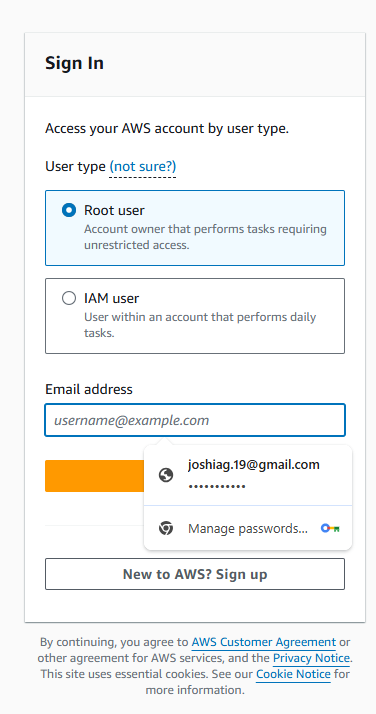 Sign In
Access your AWS account by user type.
User type (not sure?)
Root user
Account owner that performs tasks requiring
unrestricted access.
IAM user
User within an account that performs daily
tasks.
Email address
username@example.com
joshiag.19@gmail.com
•••••••••••
Manage passwords...
New to AWS? Sign up
By continuing, you agree to AWS Customer Agreement or
other agreement for AWS services, and the Privacy Notice.
This site uses essential cookies. See our Cookie Notice for
more information.